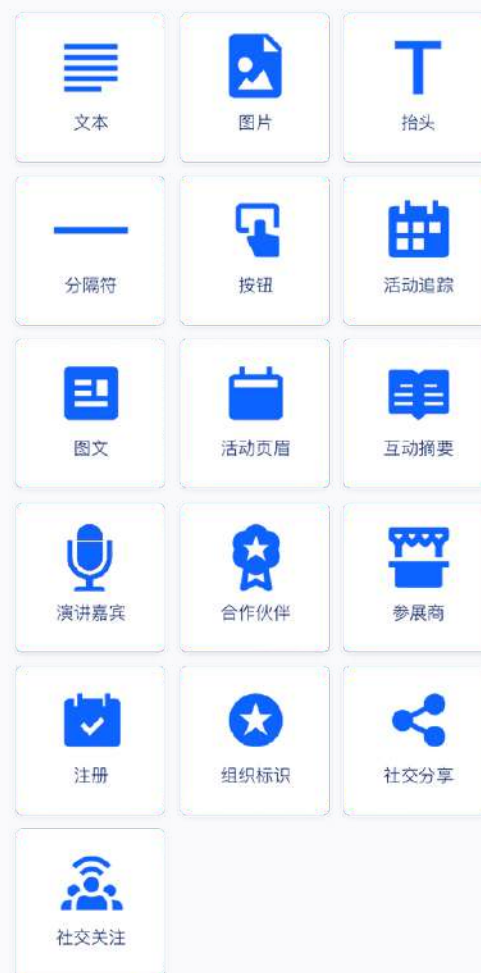 文本
图片
抬头
分隔符
按钮
活动追踪
图文
活动页眉
互动摘要
演讲嘉宾
合作伙伴
参展商
注册
组织标识
社交分享
社交关注